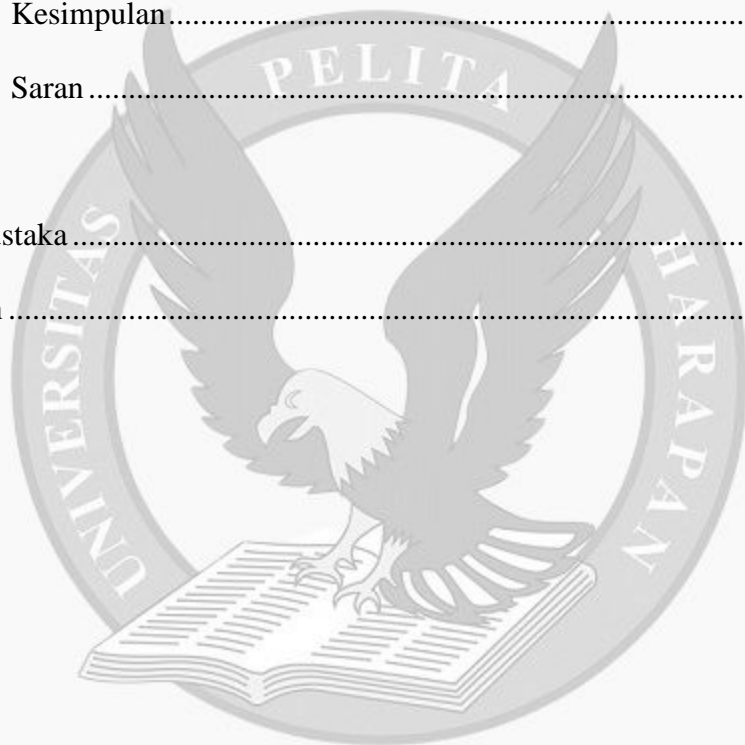 Kesimpulan..............................................................................
Saran..............................................................................
staka..............................................................................
..............................................................................
UNIVERSITAS PELITA HARAPAN